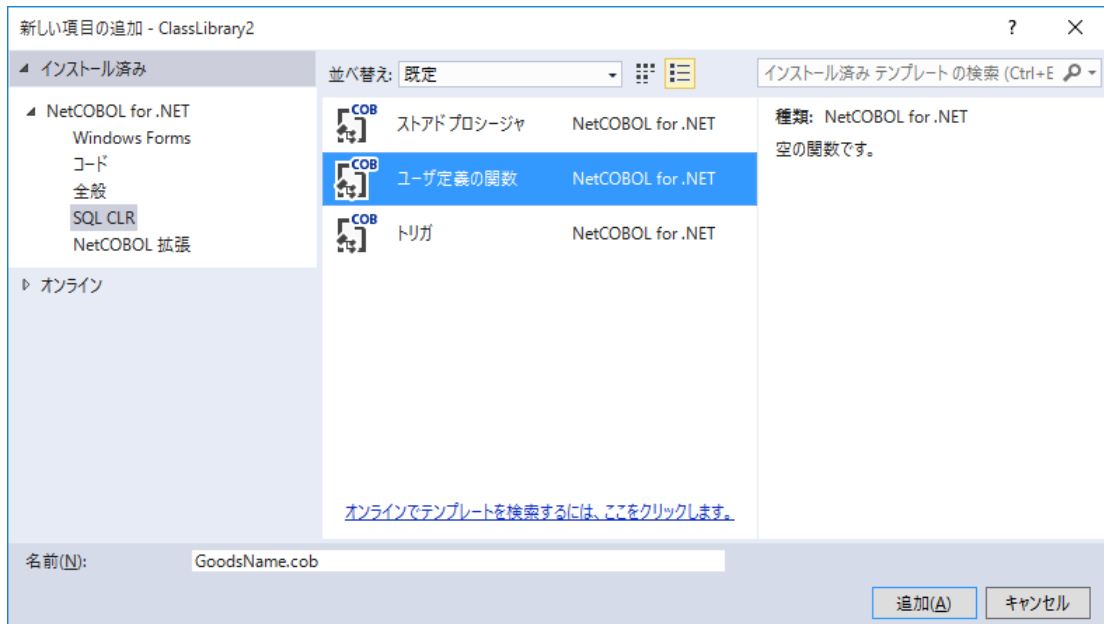 新しい項目の追加 - ClassLibrary2
インストール済み
NetCOBOL for .NET
Windows Forms
コード
全般
SQL CLR
NetCOBOL 拡張
オンライン
並べ替え: 既定
COB ストアド プロシージャ NetCOBOL for .NET
COB ユーザ定義の関数 NetCOBOL for .NET
COB トリガ NetCOBOL for .NET
オンラインでテンプレートを検索するには、ここをクリックします。
インストール済み テンプレート の検索 (Ctrl+E
種類: NetCOBOL for .NET
空の関数です。
名前(N): GoodsName.cob
追加(A) キャンセル